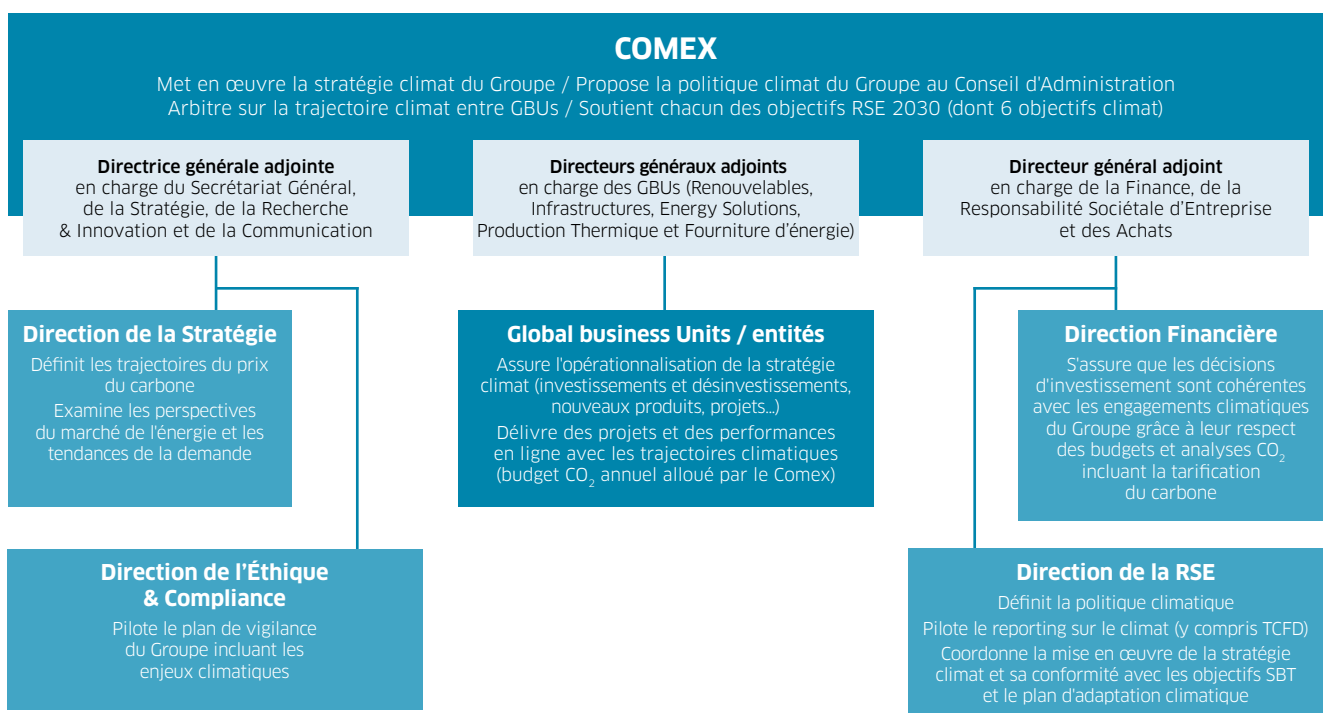 COMEX
Met en œuvre la stratégie climat du Groupe / Propose la politique climat du Groupe au Conseil d'Administration
Arbitre sur la trajectoire climat entre GBUs / Soutient chacun des objectifs RSE 2030 (dont 6 objectifs climat)
Directrice générale adjointe
en charge du Secrétariat Général,
de la Stratégie, de la Recherche
& Innovation et de la Communication
Directeurs généraux adjoints
en charge des GBUs (Renouvelables,
Infrastructures, Energy Solutions,
Production Thermique et Fourniture d'énergie)
Directeur général adjoint
en charge de la Finance, de la
Responsabilité Sociétale d'Entreprise
et des Achats
Direction de la Stratégie
Définit les trajectoires du prix
du carbone
Examine les perspectives
du marché de l'énergie et les
tendances de la demande
Global business Units / entités
Assure l'opérationnalisation de la stratégie
climat (investissements et désinvestissements,
nouveaux produits, projets...)
Délivre des projets et des performances
en ligne avec les trajectoires climatiques
(budget CO₂ annuel alloué par le Comex)
Direction Financière
S'assure que les décisions
d'investissement sont cohérentes
avec les engagements climatiques
du Groupe grâce à leur respect
des budgets et analyses CO₂
incluant la tarification
du carbone
Direction de l'Éthique
& Compliance
Pilote le plan de vigilance
du Groupe incluant les
enjeux climatiques
Direction de la RSE
Définit la politique climatique
Pilote le reporting sur le climat (y compris TCFD)
Coordonne la mise en œuvre de la stratégie
climat et sa conformité avec les objectifs SBT
et le plan d'adaptation climatique